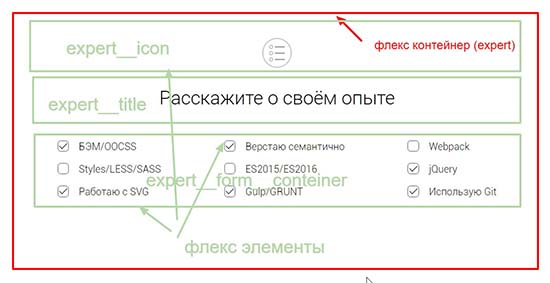 expert__icon
флекс контейнер (expert)
expert__title
Расскажите о своём опыте
БЭМ/OOCSS
Верстаю семантично
Webpack
Styles/LESS/SASS
ES2015/ES2016
jQuery
expert__form__conteiner
Работаю с SVG
Gulp/GRUNT
Использую Git
флекс элементы